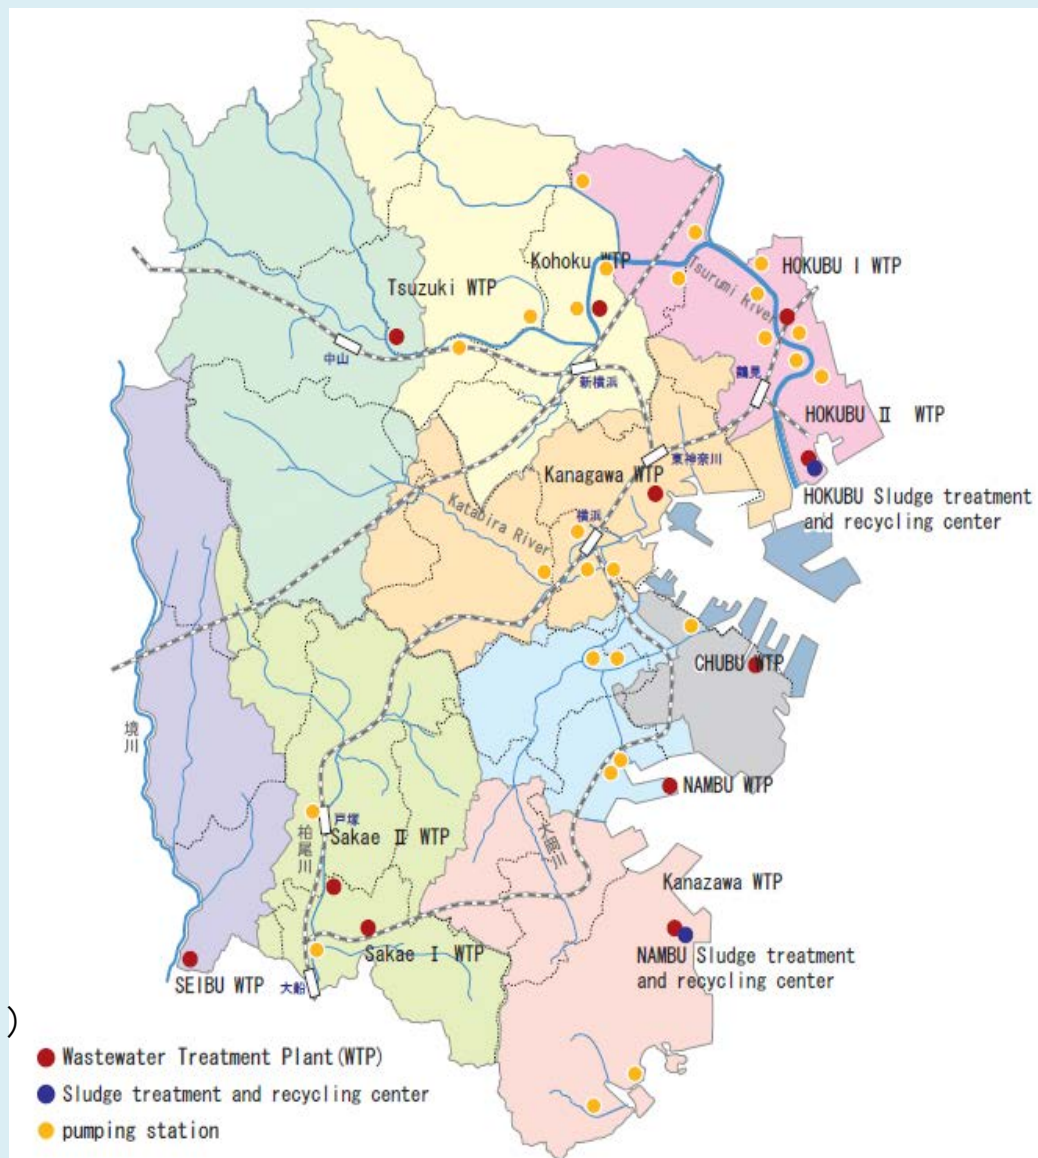 Kohoku WTP
HOKUBU I WTP
Tsuzuki WTP
Tsurumi River
中山
新横浜
鶴見
HOKUBU Ⅱ WTP
東神奈川
Kanagawa WTP
HOKUBU Sludge treatment
and recycling center
Katabira River
横浜
CHUBU WTP
境川
NAMBU WTP
戸塚
柏尾川
Sakae Ⅱ WTP
大岡川
Kanazawa WTP
Sakae I WTP
NAMBU Sludge treatment
and recycling center
SEIBU WTP
大船
)
Wastewater Treatment Plant(WTP)
Sludge treatment and recycling center
pumping station